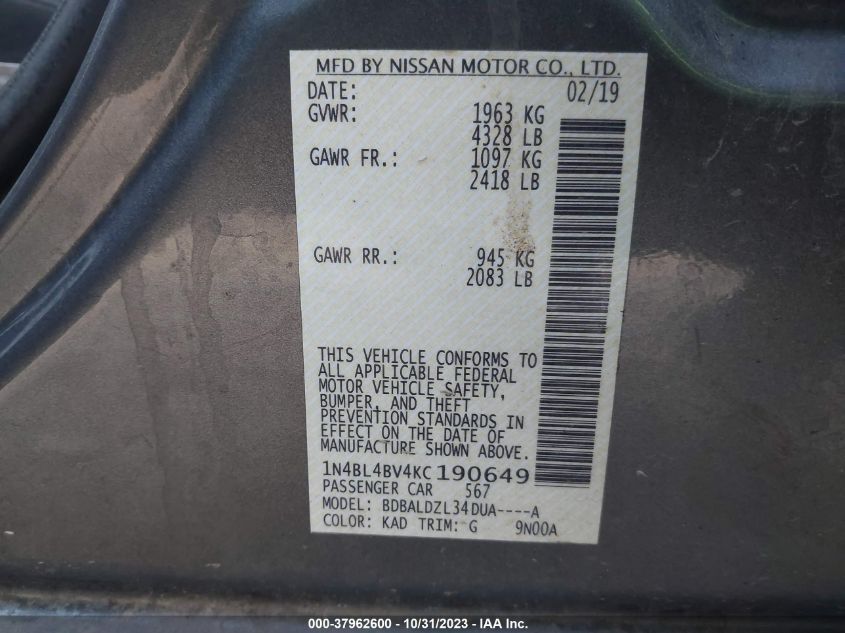 MFD BY NISSAN MOTOR CO., LTD.
DATE: 02/19
GVWR: 1963 KG
4328 LB
GAWR FR.: 1097 KG
2418 LB
GAWR RR.: 945 KG
2083 LB
THIS VEHICLE CONFORMS TO
ALL APPLICABLE FEDERAL
MOTOR VEHICLE SAFETY,
BUMPER, AND THEFT
PREVENTION STANDARDS IN
EFFECT ON THE DATE OF
MANUFACTURE SHOWN ABOVE.
1N4BL4BV4KC190649
PASSENGER CAR 567
MODEL: BDBALDZL34DUA----A
COLOR: KAD TRIM: G 9N00A
000-37962600 - 10/31/2023 - IAA Inc.